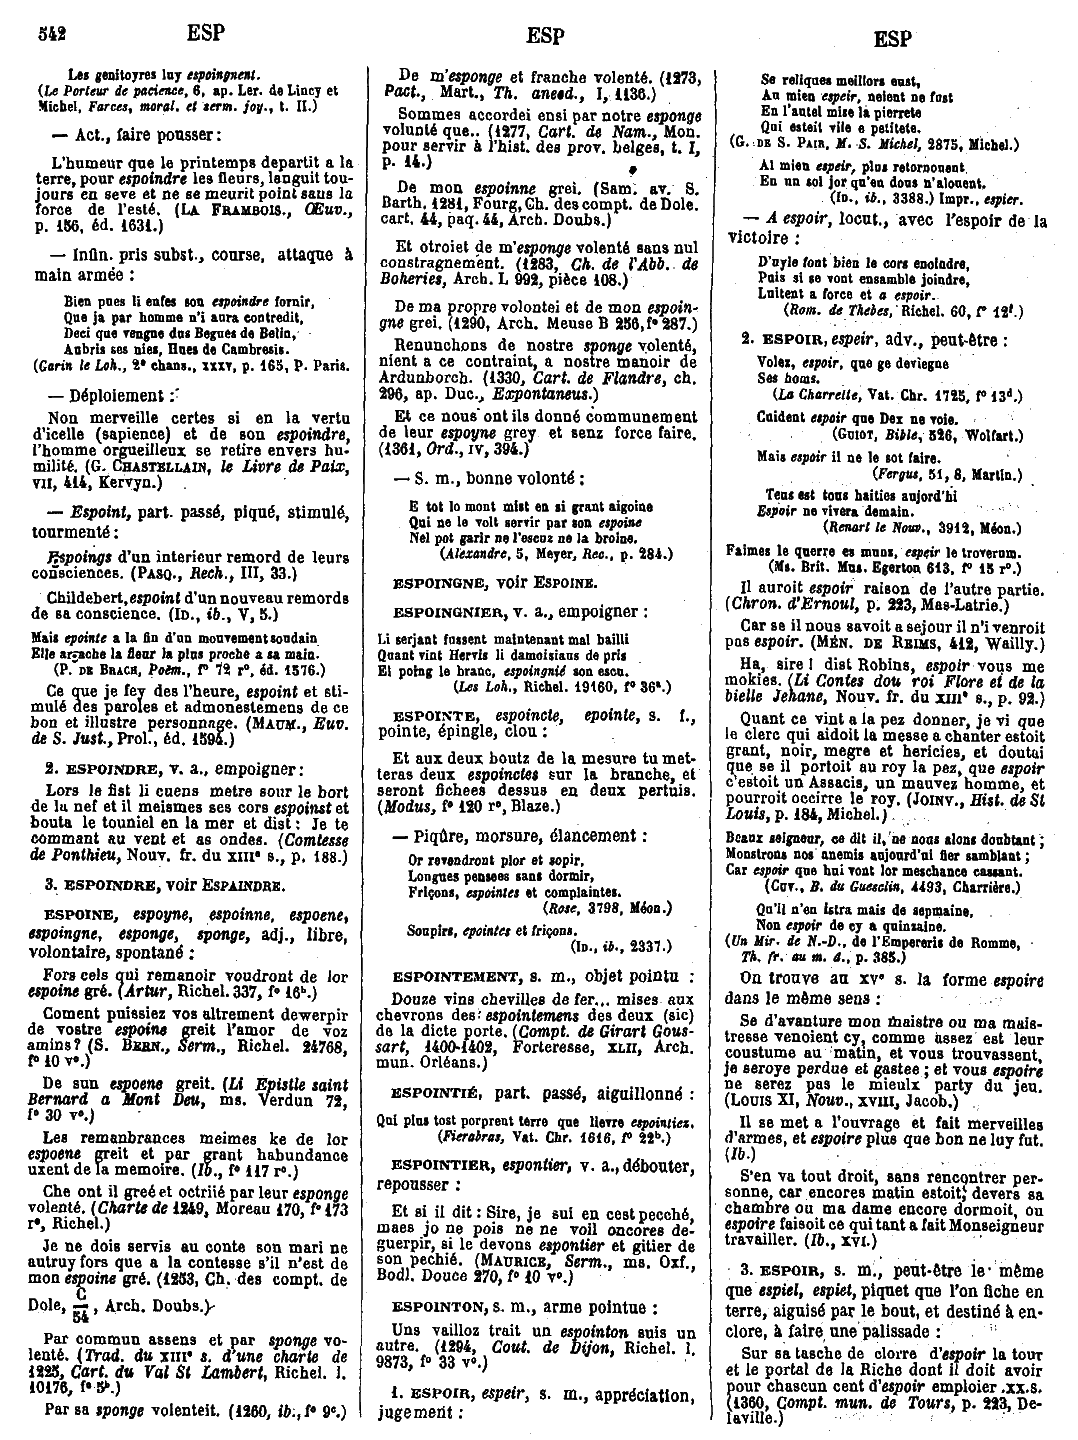 542 ESP ESP ESP
Les genitoyres luy espoingnent.
(Le Porteur de pacience, 6, ap. Ler. de Lincy et
Michel, Farces, moral. et serm. joy., t. II.)
— Act., faire pousser :
L'humeur que le printemps departit a la
terre, pour espoindre les fleurs, languit tou-
jours en seve et ne se meurit point sans la
force de l'esté. (LA FRAMBOIS., Œuv.,
p. 156, éd. 1631.)
— Infin. pris subst., course, attaque à
main armée :
Bien pues li enfes son espoindre fornir,
Que ja par homme n'i aura contredit,
Deci que vengne dus Begues de Belin,
Aubris ses nies, Hues de Cambresis.
(Garin le Loh., 2e chans., XXXV, p. 165, P. Paris.
— Déploiement :
Non merveille certes si en la vertu
d'icelle (sapience) et de son espoindre,
l'homme orgueilleux se retire envers hu-
milité. (G. CHASTELLAIN, le Livre de Paix,
VII, 414, Kervyn.)
— Espoint, part. passé, piqué, stimulé,
tourmenté :
Espoings d'un interieur remord de leurs
consciences. (PASQ., Rech., III, 33.)
Childebert, espoint d'un nouveau remords
de sa conscience. (ID., ib., V, 5.)
Mais epointe a la fin d'un mouvement soudain
Elle arrache la fleur la plus proche a sa main.
(P. DE BRACH, Poëm., f° 72 r°, éd. 1576.)
Ce que je fey des l'heure, espoint et sti-
mulé des paroles et admonestemens de ce
bon et illustre personnage. (MAUM., Euv.
de S. Just., Prol., éd. 1594.)
2. ESPOINDRE, v. a., empoigner :
Lors le fist li cuens metre sour le bort
de la nef et il meismes ses cors espoinst et
bouta le touniel en la mer et dist : Je te
commant au vent et as ondes. (Comtesse
de Ponthieu, Nouv. fr. du XIIIe s., p. 188.)
3. ESPOINDRE, voir ESPAINDRE.
ESPOINE, espoyne, espoinne, espoene,
espoingne, esponge, sponge, adj., libre,
volontaire, spontané :
Fors cels qui remanoir voudront de lor
espoine gré. (Artur, Richel. 337, f° 16b.)
Coment puissiez vos altrement dewerpir
de vostre espoine greit l'amor de voz
amins? (S. BERN., Serm., Richel. 24768,
f° 10 v°.)
De sun espoene greit. (Li Epistle saint
Bernard a Mont Deu, ms. Verdun 72,
f° 30 v°.)
Les remanbrances meimes ke de lor
espoene greit et par grant habundance
uxent de la memoire. (Ib., f° 117 r°.)
Che ont il greé et octriié par leur esponge
volenté. (Charte de 1249, Moreau 170, f° 173
r°, Richel.)
Je ne dois servis au conte son mari ne
autruy fors que a la contesse s'il n'est de
mon espoine gré. (1253, Ch. des compt. de
Dole, C/54, Arch. Doubs.)
Par commun assens et par sponge vo-
lenté. (Trad. du XIIIe s. d'une charte de
1225, Cart. du Val St Lambert, Richel. l.
10176, f° 5b.)
Par sa sponge volenteit. (1260, ib., f° 9c.)
De m'esponge et franche volenté. (1273,
Pact., Mart., Th. anecd., I, 1136.)
Sommes accordei ensi par notre esponge
volunté que.. (1277, Cart. de Nam., Mon.
pour servir à l'hist. des prov. belges, t. I,
p. 14.)
De mon espoinne grei. (Sam. av. S.
Barth. 1281, Fourg, Ch. des compt. de Dole.
cart. 44, paq. 44, Arch. Doubs.)
Et otroiet de m'esponge volenté sans nul
constragnement. (1283, Ch. de l'Abb. de
Boheries, Arch. L 992, pièce 108.)
De ma propre volontei et de mon espoin-
gne grei. (1290, Arch. Meuse B 256, f° 287.)
Renunchons de nostre sponge volenté,
nient a ce contraint, a nostre manoir de
Ardunborch. (1330, Cart. de Flandre, ch.
296, ap. Duc., Expontaneus.)
Et ce nous ont ils donné communement
de leur espoyne grey et senz force faire.
(1361, Ord., IV, 394.)
— S. m., bonne volonté :
E tot lo mont mist en si grant aigoine
Qui ne le volt servir par son espoine
Nel pot garir ne l'escuz ne la broine.
(Alexandre, 5, Meyer, Rec., p. 284.)
ESPOINGNE, voir ESPOINE.
ESPOINGNIER, v. a., empoigner :
Li serjant fussent maintenant mal bailli
Quant vint Hervis li damoisians de pris
El poing le branc, espoingnié son escu.
(Les Loh., Richel. 19160, f° 36a.)
ESPOINTE, espoincte, epointe, s. f.,
pointe, épingle, clou :
Et aux deux boutz de la mesure tu met-
teras deux espoinctes sur la branche, et
seront fichees dessus en deux pertuis.
(Modus, f° 120 r°, Blaze.)
— Piqûre, morsure, élancement :
Or revendront plor et sopir,
Longues pensees sans dormir,
Friçons, espointes et complaintes.
(Rose, 3798, Méon.)
Soupirs, epointes et friçons.
(ID., ib., 2337.)
ESPOINTEMENT, s. m., objet pointu :
Douze vins chevilles de fer... mises aux
chevrons des espointemens des deux (sic)
de la dicte porte. (Compt. de Girart Gous-
sart, 1400-1402, Forteresse, XLII, Arch.
mun. Orléans.)
ESPOINTIÉ, part. passé, aiguillonné :
Qui plus tost porprent terre que lievre espointiez.
(Fierabras, Vat. Chr. 1616, f° 22b.)
ESPOINTIER, espontier, v. a., débouter,
repousser :
Et si il dit : Sire, je sui en cest pecché,
maes jo ne pois ne ne voil oncores de-
guerpir, si le devons espontier et gitier de
son pechié. (MAURICE, Serm., ms. Oxf.,
Bodl. Douce 270, f° 10 v°.)
ESPOINTON, s. m., arme pointue :
Uns vailloz trait un espointon suis un
autre. (1294, Cout. de Dijon, Richel. l.
9873, f° 33 v°.)
1. ESPOIR, espeir, s. m., appréciation,
jugement :
Se reliques meillors eust,
Au mien espeir, neient ne fust
En l'autel mise la pierrete
Qui esteit vile e petitete.
(G. DE S. PAIR, M. S. Michel, 2875, Michel.)
Al mien espeir, plus retornouent
En un sol jor qu'en dous n'alouent.
(ID., ib., 3388.) Impr., espier.
— A espoir, locut., avec l'espoir de la
victoire :
D'uyle font bien le cors enoindre,
Puis si se vont ensamble joindre,
Luitent a force et a espoir.
(Rom. de Thebes, Richel. 60, f° 12f.)
2. ESPOIR, espeir, adv., peut-être :
Volez, espoir, que ge deviegne
Ses homs.
(La Charrette, Vat. Chr. 1725, f° 13d.)
Cuident espoir que Dex ne voie.
(GUIOT, Bible, 526, Wolfart.)
Mais espoir il ne le sot faire.
(Fergus, 51, 8, Martin.)
Teus est tous haities aujord'hi
Espoir ne vivera demain.
(Renart le Nouv., 3912, Méon.)
Faimes le querre es munz, espeir le troverum.
(Ms. Brit. Mus. Egerton 613, f° 15 r°.)
Il auroit espoir raison de l'autre partie.
(Chron. d'Ernoul, p. 223, Mas-Latrie.)
Car se il nous savoit a sejour il n'i venroit
pas espoir. (MÉN. DE REIMS, 412, Wailly.)
Ha, sire ! dist Robins, espoir vous me
mokies. (Li Contes dou roi Flore et de la
bielle Jehane, Nouv. fr. du XIIIe s., p. 92.)
Quant ce vint a la pez donner, je vi que
le clerc qui aidoit la messe a chanter estoit
grant, noir, megre et hericies, et doutai
que se il portoit au roy la pez, que espoir
c'estoit un Assacis, un mauvez homme, et
pourroit occirre le roy. (JOINV., Hist. de St
Louis, p. 184, Michel.)
Beaux seigneur, ce dit il, ne nous alons doubtant ;
Monstrons nos anemis aujourd'ui fier samblant ;
Car espoir que hui vont lor meschance cassant.
(CUV., B. du Guesclin, 4493, Charrière.)
Qu'il n'en istra mais de sepmaine,
Non espoir de cy a quinzaine.
(Un Mir. de N.-D., de l'Empereris de Romme,
Th. fr. au m. â., p. 385.)
On trouve au XVe s. la forme espoire
dans le même sens :
Se d'avanture mon maistre ou ma mais-
tresse venoient cy, comme assez est leur
coustume au matin, et vous trouvassent,
je seroye perdue et gastee ; et vous espoire
ne serez pas le mieulx party du jeu.
(LOUIS XI, Nouv., XVIII, Jacob.)
Il se met a l'ouvrage et fait merveilles
d'armes, et espoire plus que bon ne luy fut.
(Ib.)
S'en va tout droit, sans rencontrer per-
sonne, car encores matin estoit, devers sa
chambre ou ma dame encore dormoit, ou
espoire faisoit ce qui tant a fait Monseigneur
travailler. (Ib., XVI.)
3. ESPOIR, s. m., peut-être le même
que espiel, espiet, piquet que l'on fiche en
terre, aiguisé par le bout, et destiné à en-
clore, à faire une palissade :
Sur sa tasche de clorre d'espoir la tour
et le portal de la Riche dont il doit avoir
pour chascun cent d'espoir emploier .xx.s.
(1360, Compt. mun. de Tours, p. 223, De-
laville.)